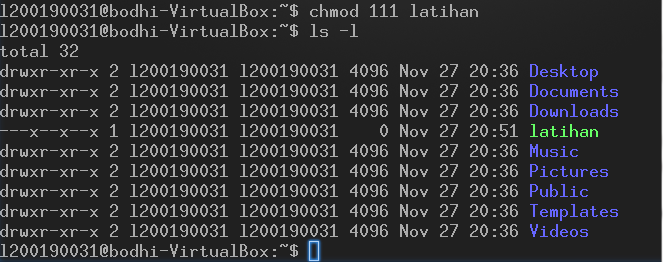 l200190031@bodhi-VirtualBox:~$ chmod 111 latihan
l200190031@bodhi-VirtualBox:~$ ls -l
total 32
drwxr-xr-x 2 l200190031 l200190031 4096 Nov 27 20:36 Desktop
drwxr-xr-x 2 l200190031 l200190031 4096 Nov 27 20:36 Documents
drwxr-xr-x 2 l200190031 l200190031 4096 Nov 27 20:36 Downloads
---x--x--x 1 l200190031 l200190031    0 Nov 27 20:51 latihan
drwxr-xr-x 2 l200190031 l200190031 4096 Nov 27 20:36 Music
drwxr-xr-x 2 l200190031 l200190031 4096 Nov 27 20:36 Pictures
drwxr-xr-x 2 l200190031 l200190031 4096 Nov 27 20:36 Public
drwxr-xr-x 2 l200190031 l200190031 4096 Nov 27 20:36 Templates
drwxr-xr-x 2 l200190031 l200190031 4096 Nov 27 20:36 Videos
l200190031@bodhi-VirtualBox:~$